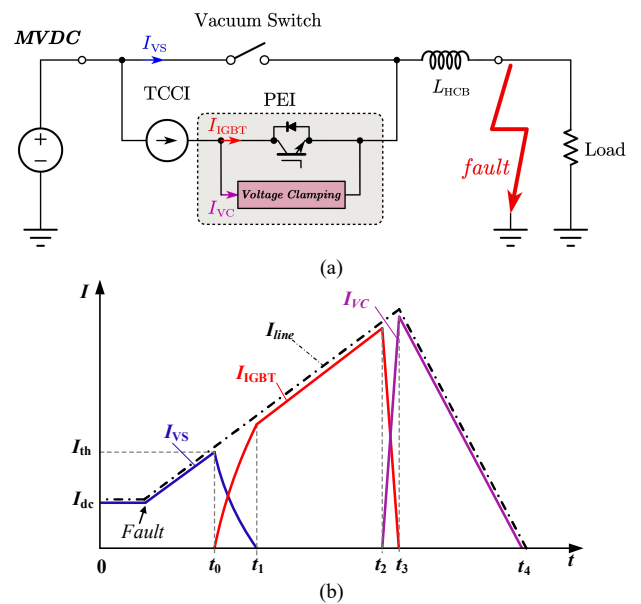 Vacuum Switch
MVDC
I_VS
TCCI
PEI
L_HCB
I_IGBT
+
−
Load
fault
Voltage Clamping
I_VC
(a)
I
I_VC
I_line
I_IGBT
I_th
I_VS
I_dc
Fault
0
t_0
t_1
t_2
t_3
t_4
t
(b)